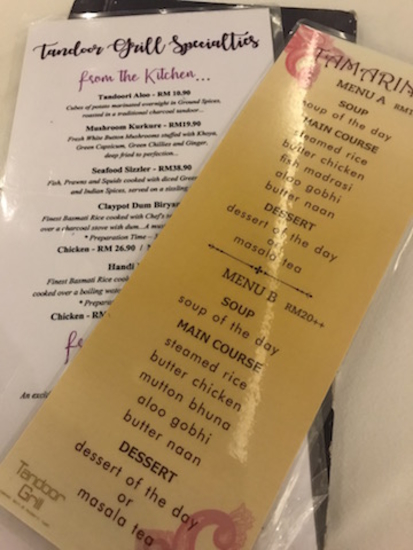 Tandoor Grill Specialties
from the Kitchen...
Tandoori Aloo - RM 10.90
Cubes of potato marinated overnight in Ground Spices,
roasted in a traditional charcoal tandoor...
Mushroom Kurkure - RM19.90
Fresh White Button Mushrooms stuffed with Khoya,
Green Capsicum, Green Chillies and Ginger,
deep fried to perfection...
Seafood Sizzler - RM38.90
Fish, Prawns and Squids cooked with diced Green
and Indian Spices, served on a sizzling
Claypot Dum Biryan
Finest Basmati Rice cooked with Chef's
over a charcoal stove with dum...A
* Preparation Time –
Chicken - RM 26.90 /
Handi
Finest Basmati Rice cook
cooked over a boiling wate
* Prepara
Chicken - RM
An exclu
TAMARIN
MENU A RM1
SOUP
soup of the day
MAIN COURSE
steamed rice
butter chicken
fish madrasi
aloo gobhi
butter naan
DESSERT
dessert of the day
or
masala tea
MENU B RM20++
SOUP
soup of the day
MAIN COURSE
steamed rice
butter chicken
mutton bhuna
aloo gobhi
butter naan
DESSERT
dessert of the day
or
masala tea
Tandoor
Grill